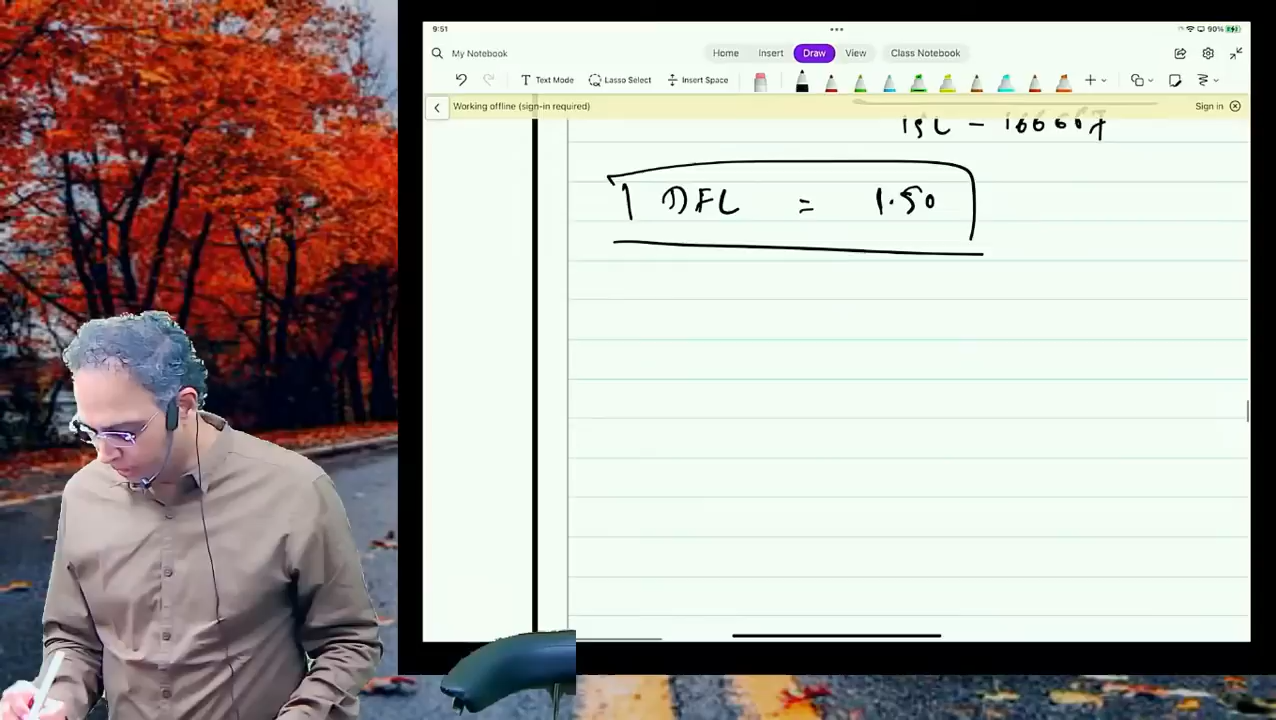 9:51
90%
My Notebook
Home Insert Draw View Class Notebook
Text Mode Lasso Select Insert Space
Working offline (sign-in required) Sign in
DFL = 1.50